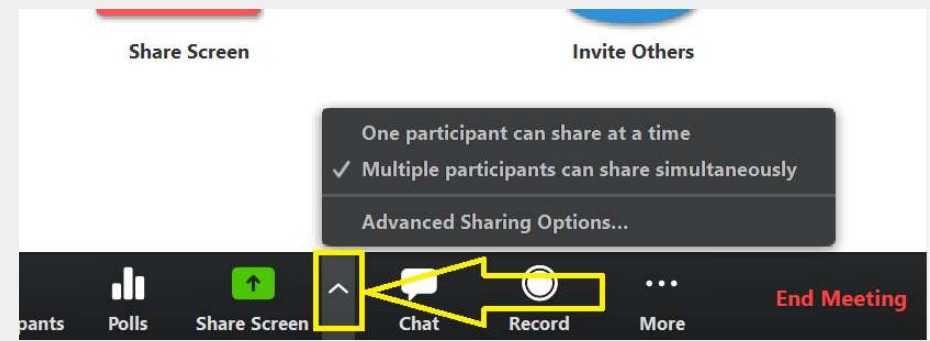 Share Screen
Invite Others
One participant can share at a time
Multiple participants can share simultaneously
Advanced Sharing Options...
pants
Polls
Share Screen
Chat
Record
More
End Meeting